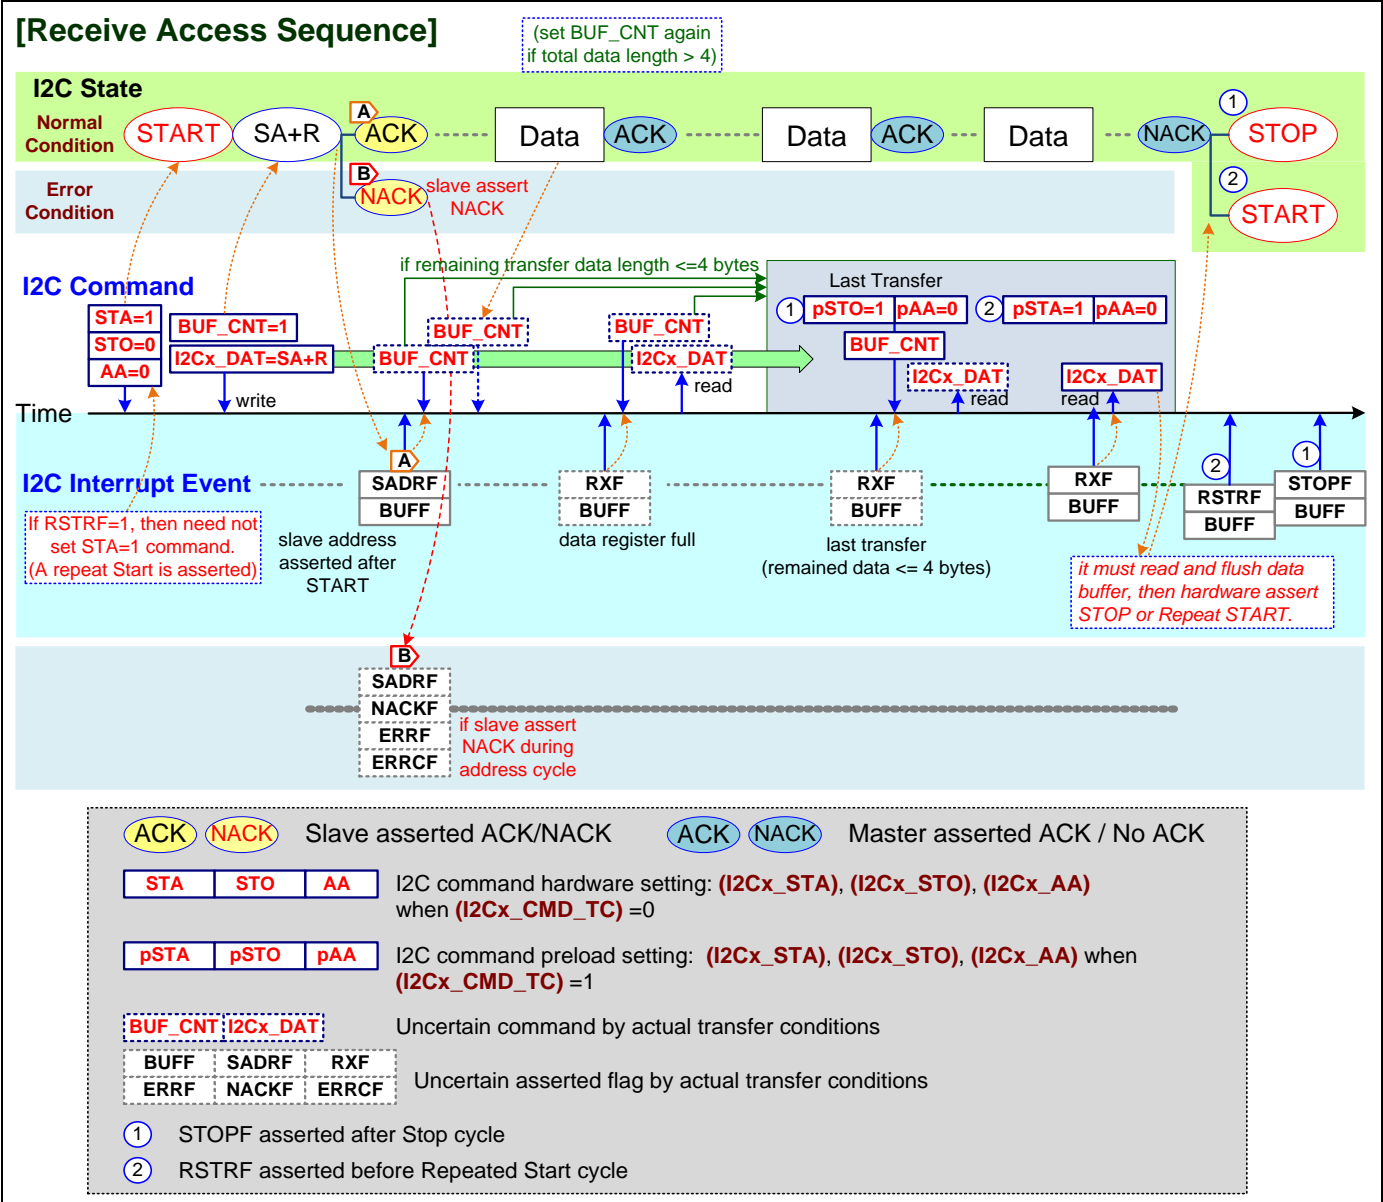 [Receive Access Sequence]
(set BUF_CNT again
if total data length > 4)
I2C State
Normal
Condition
START
SA+R
A
ACK
Data
ACK
Data
ACK
Data
NACK
1
STOP
B
NACK
slave assert
NACK
Error
Condition
2
START
if remaining transfer data length <=4 bytes
I2C Command
STA=1
STO=0
AA=0
BUF_CNT=1
I2Cx_DAT=SA+R
BUF_CNT
BUF_CNT
BUF_CNT
I2Cx_DAT
Last Transfer
1
pSTO=1 pAA=0
2
pSTA=1 pAA=0
BUF_CNT
I2Cx_DAT
I2Cx_DAT
write
read
read
read
Time
I2C Interrupt Event
A
SADRF
BUFF
RXF
BUFF
RXF
BUFF
RXF
BUFF
2
RSTRF
BUFF
1
STOPF
BUFF
If RSTRF=1, then need not
set STA=1 command.
(A repeat Start is asserted)
slave address
asserted after
START
data register full
last transfer
(remained data <= 4 bytes)
it must read and flush data
buffer, then hardware assert
STOP or Repeat START.
B
SADRF
NACKF
ERRF
ERRCF
if slave assert
NACK during
address cycle
ACK NACK Slave asserted ACK/NACK
ACK NACK Master asserted ACK / No ACK
STA STO AA I2C command hardware setting: (I2Cx_STA), (I2Cx_STO), (I2Cx_AA)
when (I2Cx_CMD_TC) =0
pSTA pSTO pAA I2C command preload setting: (I2Cx_STA), (I2Cx_STO), (I2Cx_AA) when
(I2Cx_CMD_TC) =1
BUF_CNT I2Cx_DAT Uncertain command by actual transfer conditions
BUFF SADRF RXF
ERRF NACKF ERRCF
Uncertain asserted flag by actual transfer conditions
1 STOPF asserted after Stop cycle
2 RSTRF asserted before Repeated Start cycle